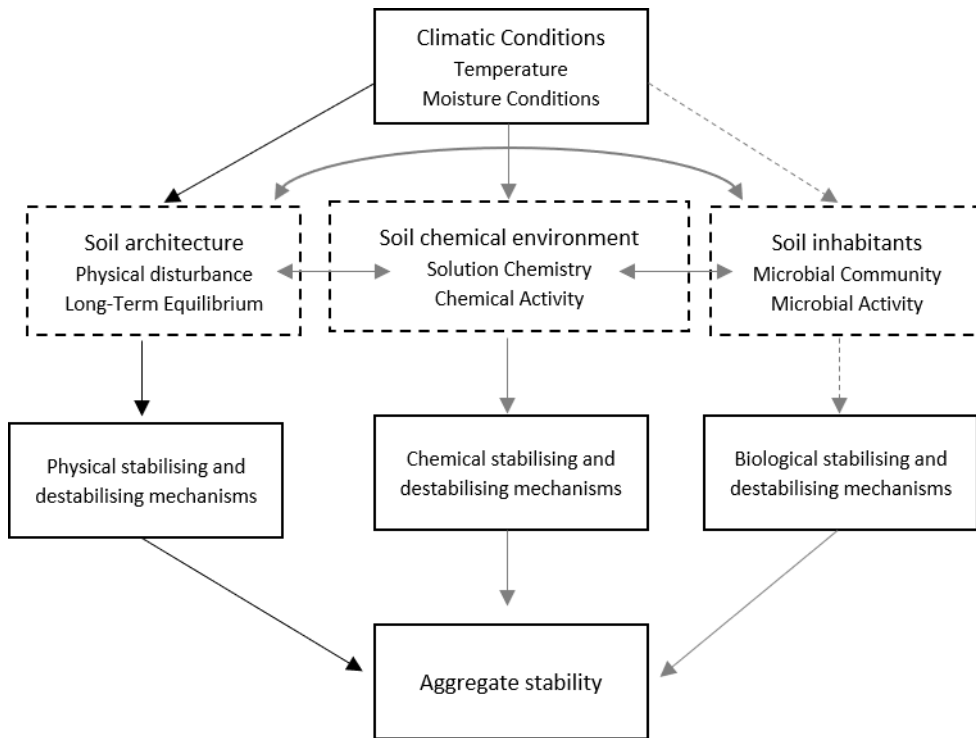 Climatic Conditions
Temperature
Moisture Conditions
Soil architecture
Physical disturbance
Long-Term Equilibrium
Soil chemical environment
Solution Chemistry
Chemical Activity
Soil inhabitants
Microbial Community
Microbial Activity
Physical stabilising and
destabilising mechanisms
Chemical stabilising and
destabilising mechanisms
Biological stabilising and
destabilising mechanisms
Aggregate stability